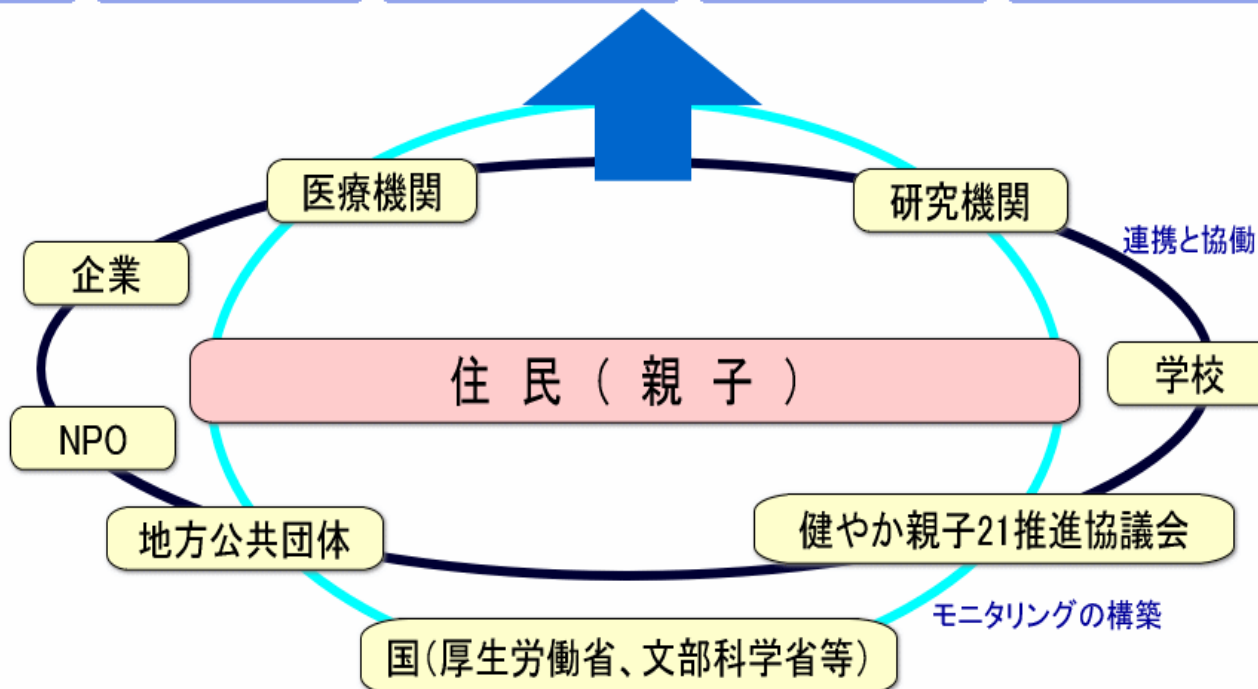 医療機関
研究機関
連携と協働
企業
住民(親子)
学校
NPO
地方公共団体
健やか親子21推進協議会
モニタリングの構築
国(厚生労働省、文部科学省等)